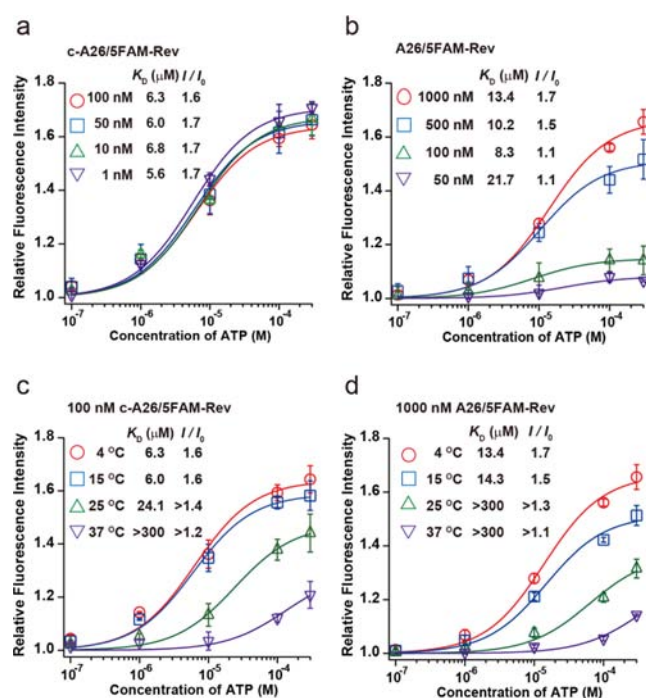 a
c-A26/5FAM-Rev
K_D (μM) I / I_0
100 nM 6.3 1.6
50 nM 6.0 1.7
10 nM 6.8 1.7
1 nM 5.6 1.7
Relative Fluorescence Intensity
1.8
1.6
1.4
1.2
1.0
10^-7 10^-6 10^-5 10^-4
Concentration of ATP (M)
b
A26/5FAM-Rev
K_D (μM) I / I_0
1000 nM 13.4 1.7
500 nM 10.2 1.5
100 nM 8.3 1.1
50 nM 21.7 1.1
Relative Fluorescence Intensity
1.8
1.6
1.4
1.2
1.0
10^-7 10^-6 10^-5 10^-4
Concentration of ATP (M)
c
100 nM c-A26/5FAM-Rev
K_D (μM) I / I_0
4 °C 6.3 1.6
15 °C 6.0 1.6
25 °C 24.1 >1.4
37 °C >300 >1.2
Relative Fluorescence Intensity
1.8
1.6
1.4
1.2
1.0
10^-7 10^-6 10^-5 10^-4
Concentration of ATP (M)
d
1000 nM A26/5FAM-Rev
K_D (μM) I / I_0
4 °C 13.4 1.7
15 °C 14.3 1.5
25 °C >300 >1.3
37 °C >300 >1.1
Relative Fluorescence Intensity
1.8
1.6
1.4
1.2
1.0
10^-7 10^-6 10^-5 10^-4
Concentration of ATP (M)